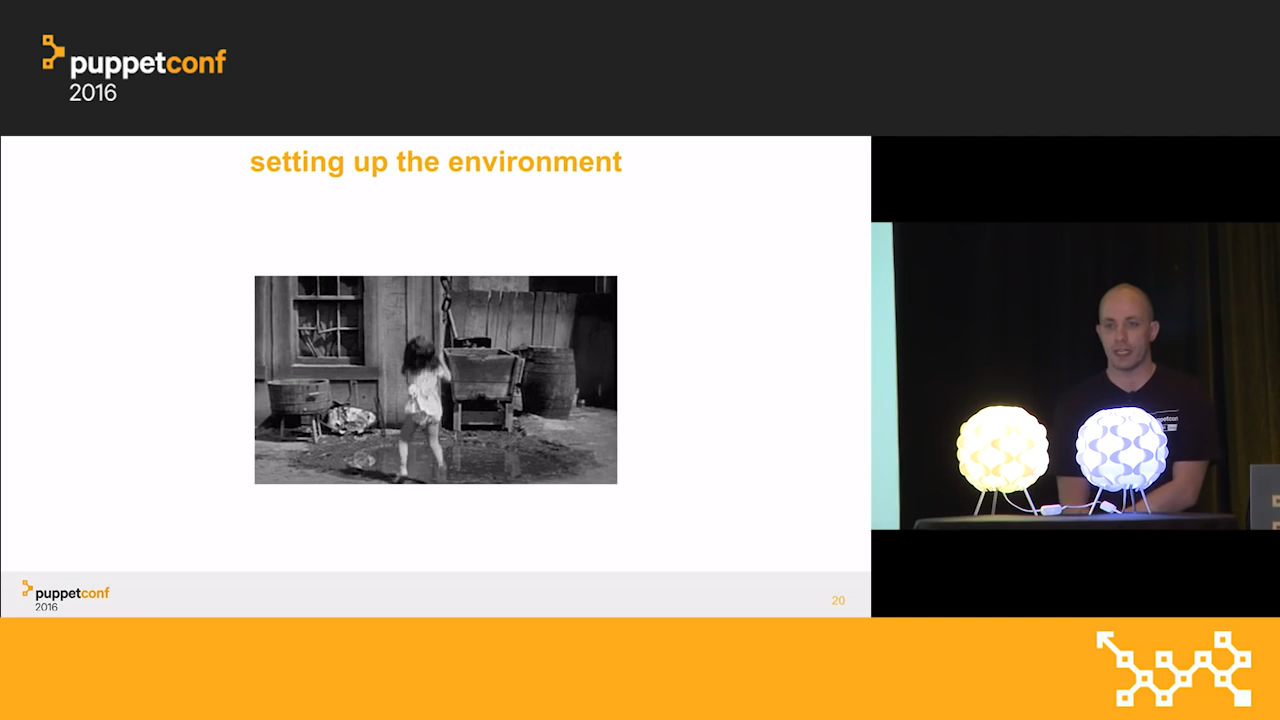 puppetconf
2016
setting up the environment
puppetconf
2016
20